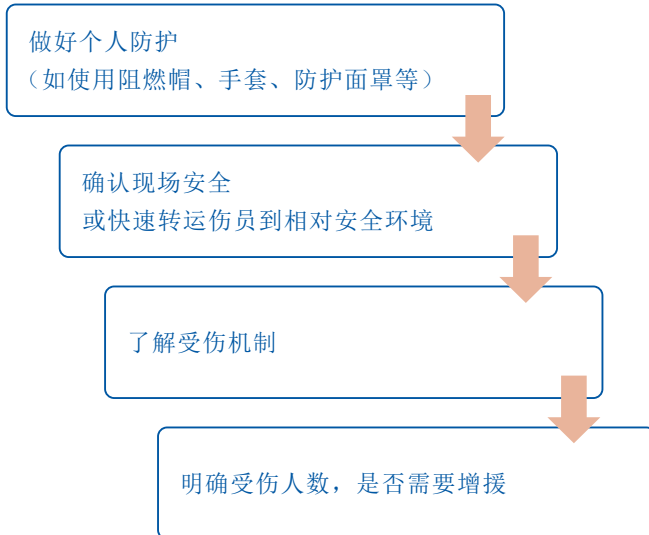 做好个人防护
（如使用阻燃帽、手套、防护面罩等）
确认现场安全
或快速转运伤员到相对安全环境
了解受伤机制
明确受伤人数，是否需要增援